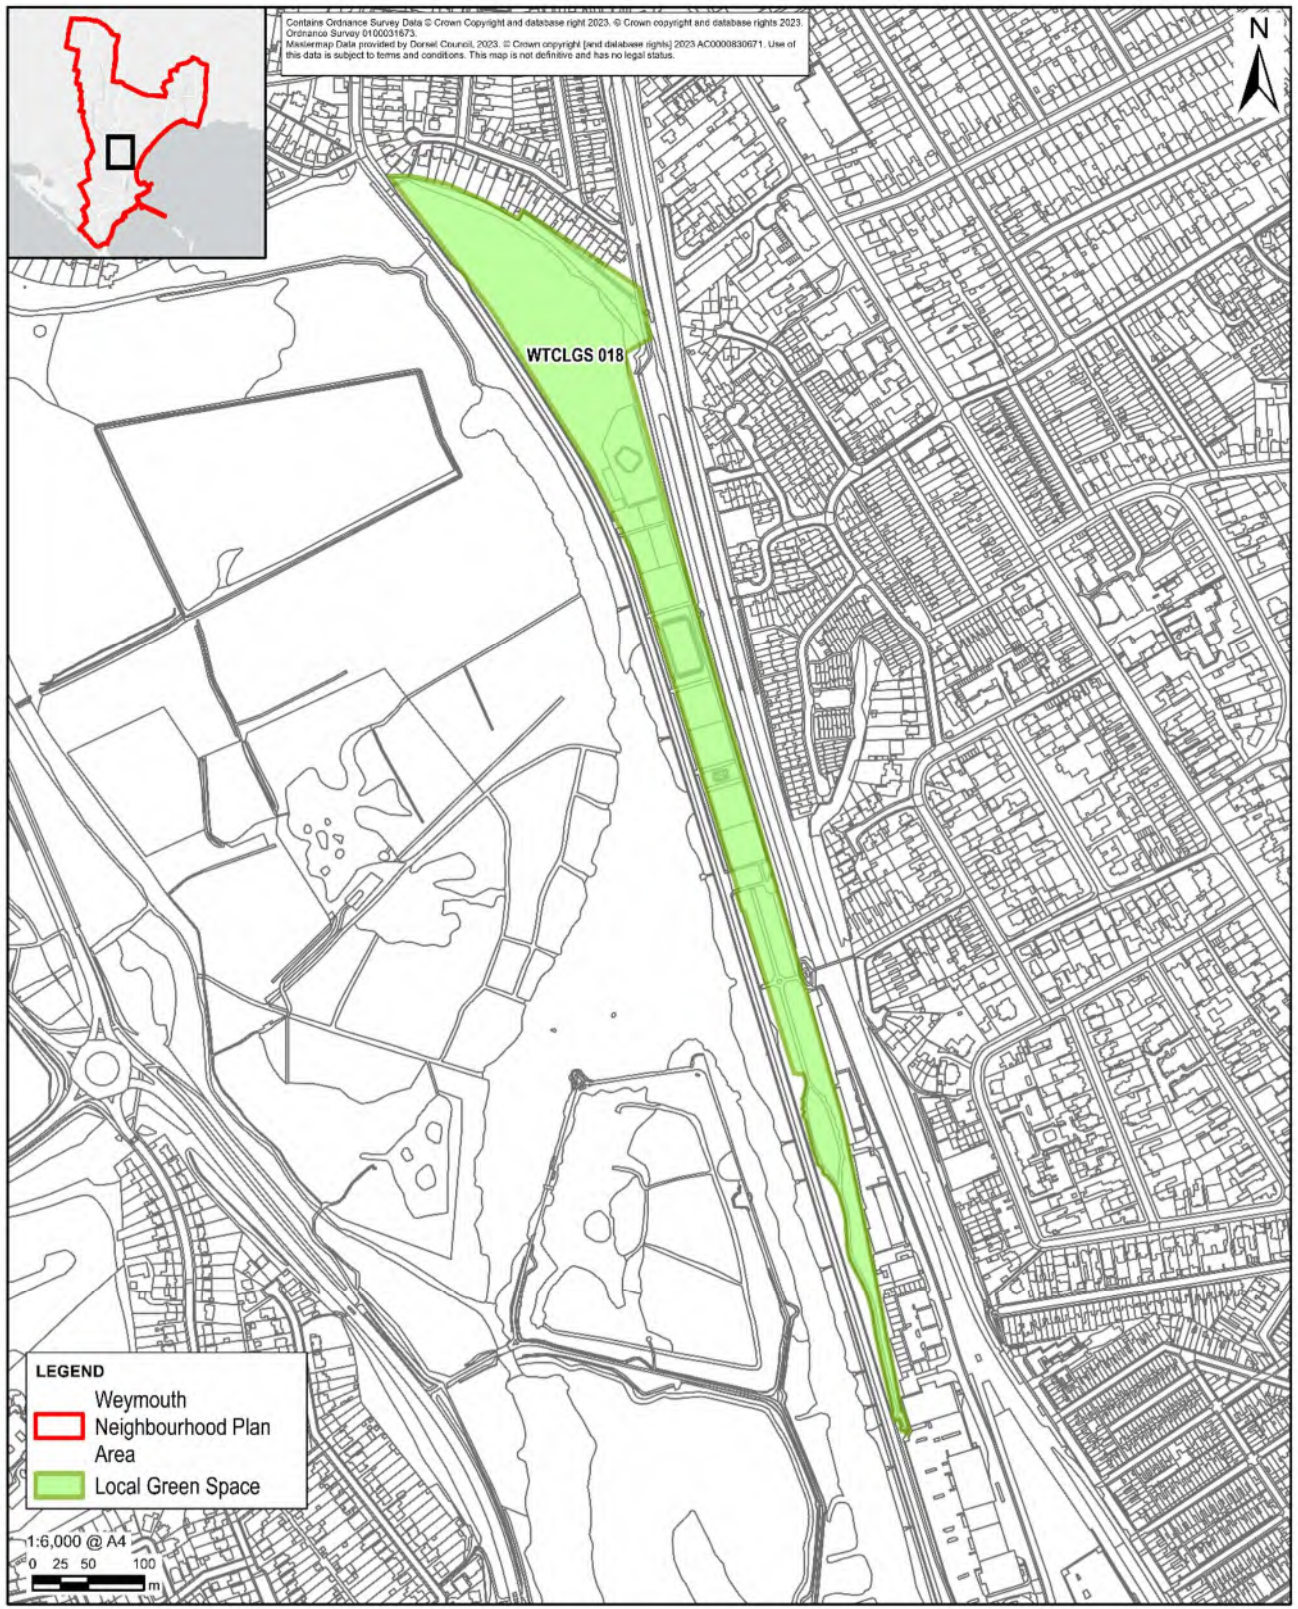 Contains Ordnance Survey Data © Crown Copyright and database right 2023. © Crown copyright and database rights 2023.
Ordnance Survey 0100031673.
Mastermap Data provided by Dorset Council, 2023. © Crown copyright [and database rights] 2023 AC0000830671. Use of
this data is subject to terms and conditions. This map is not definitive and has no legal status.
N
WTCLGS 018
LEGEND
Weymouth
Neighbourhood Plan
Area
Local Green Space
1:6,000 @ A4
0 25 50 100
m